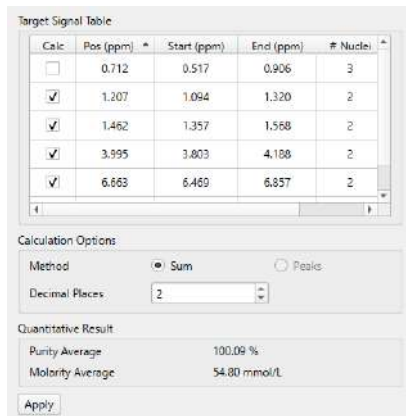 Target Signal Table
Calc Pos (ppm) Start (ppm) End (ppm) # Nuclei
0.712 0.517 0.906 3
1.207 1.094 1.320 2
1.462 1.357 1.568 2
3.995 3.803 4.188 2
6.663 6.469 6.857 2
Calculation Options
Method Sum Peaks
Decimal Places 2
Quantitative Result
Purity Average 100.09 %
Molarity Average 54.80 mmol/L
Apply